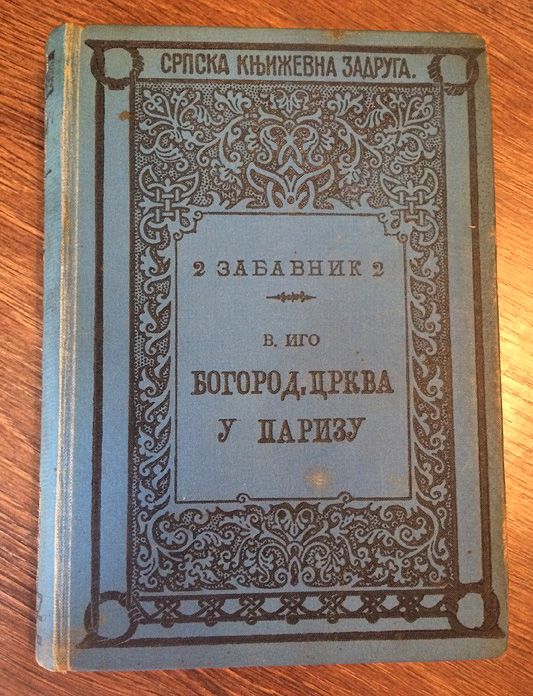 СРПСКА КЊИЖЕВНА ЗАДРУГА.
2 ЗАБАВНИК 2
В. ИГО
БОГОРОД. ЦРКВА
У ПАРИЗУ